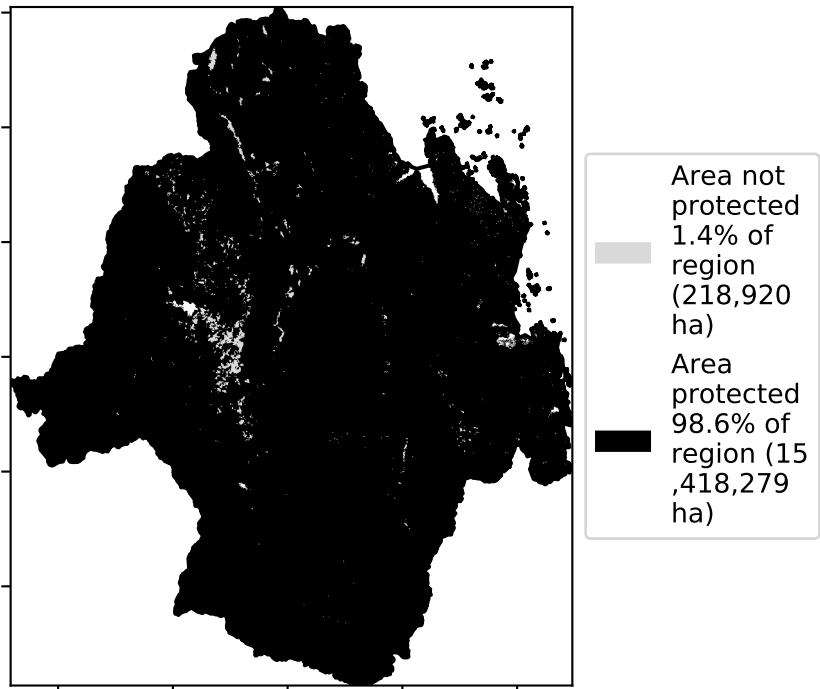 Area not
protected
1.4% of
region
(218,920
ha)
Area
protected
98.6% of
region (15
,418,279
ha)